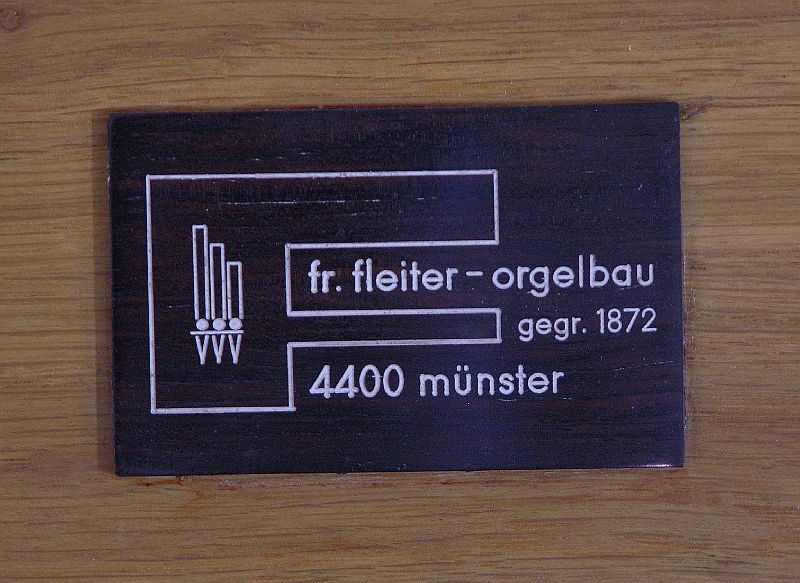 fr. fleiter - orgelbau
gegr. 1872
4400 münster